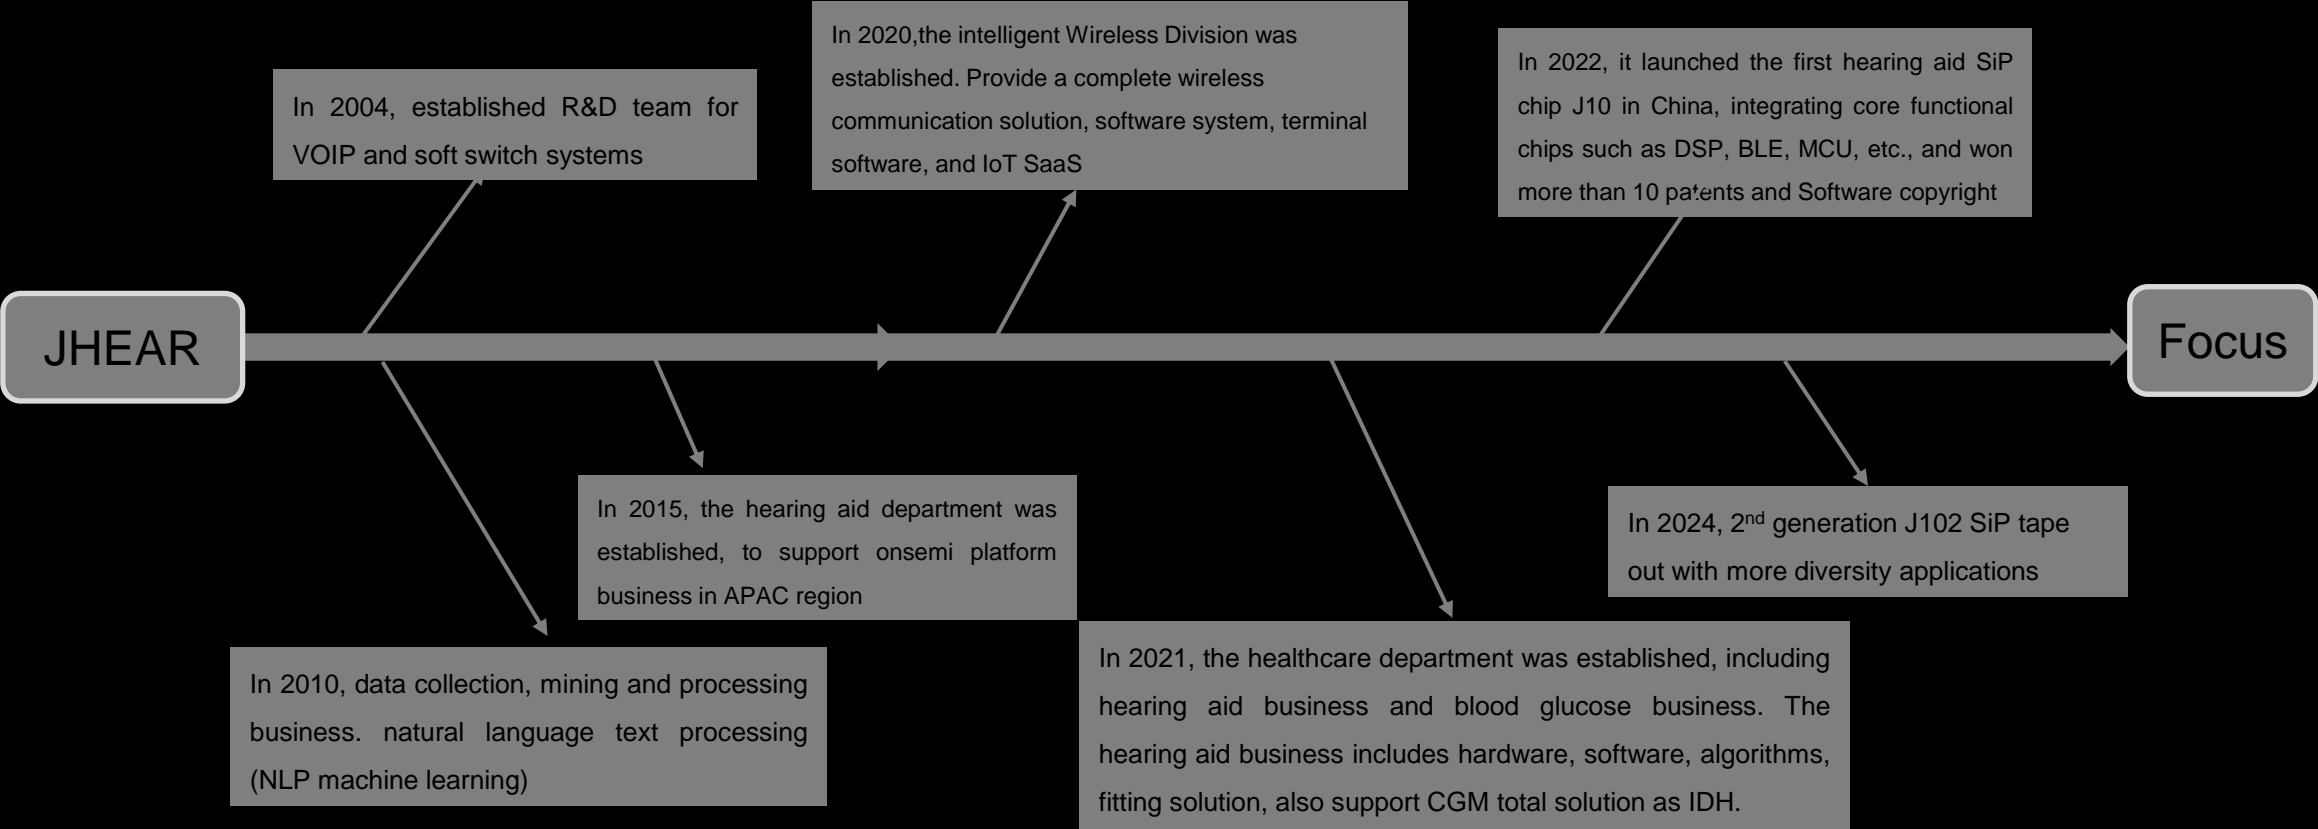 In 2004, established R&D team for
VOIP and soft switch systems
In 2020,the intelligent Wireless Division was
established. Provide a complete wireless
communication solution, software system, terminal
software, and IoT SaaS
In 2022, it launched the first hearing aid SiP
chip J10 in China, integrating core functional
chips such as DSP, BLE, MCU, etc., and won
more than 10 patents and Software copyright
JHEAR
Focus
In 2010, data collection, mining and processing
business. natural language text processing
(NLP machine learning)
In 2015, the hearing aid department was
established, to support onsemi platform
business in APAC region
In 2021, the healthcare department was established, including
hearing aid business and blood glucose business. The
hearing aid business includes hardware, software, algorithms,
fitting solution, also support CGM total solution as IDH.
In 2024, 2nd generation J102 SiP tape
out with more diversity applications